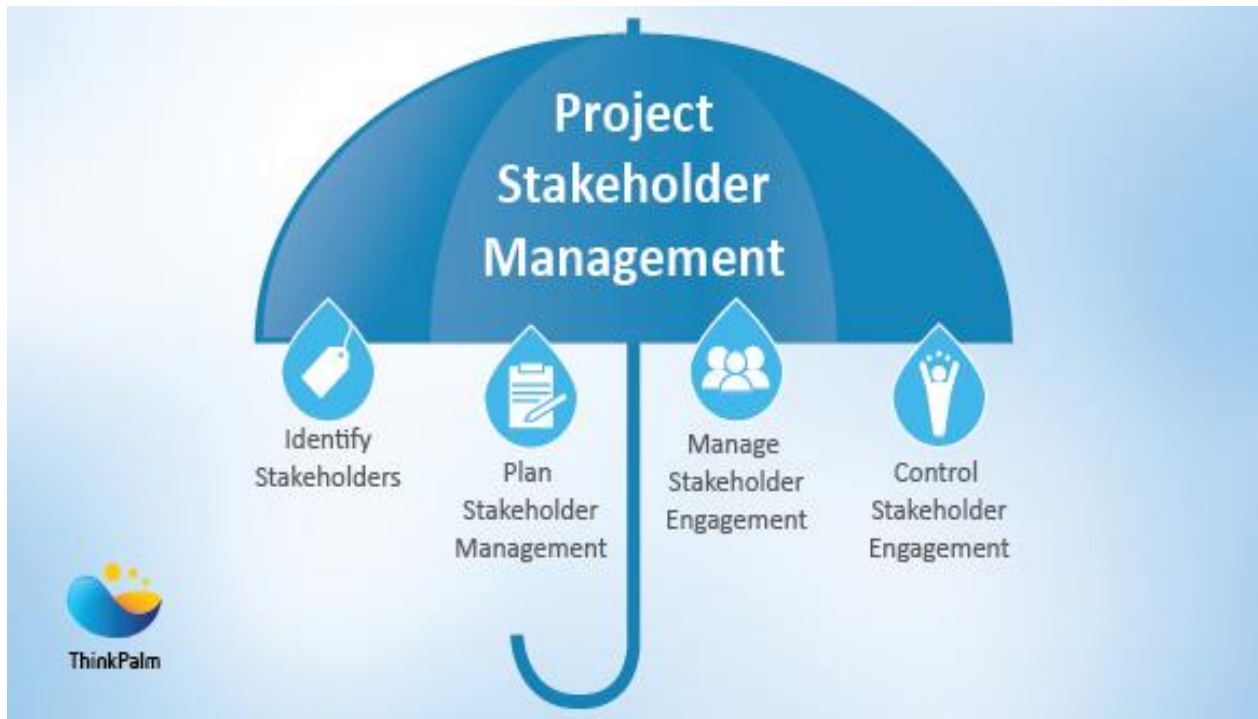 Project
Stakeholder
Management
Identify
Stakeholders
Plan
Stakeholder
Management
Manage
Stakeholder
Engagement
Control
Stakeholder
Engagement
ThinkPalm